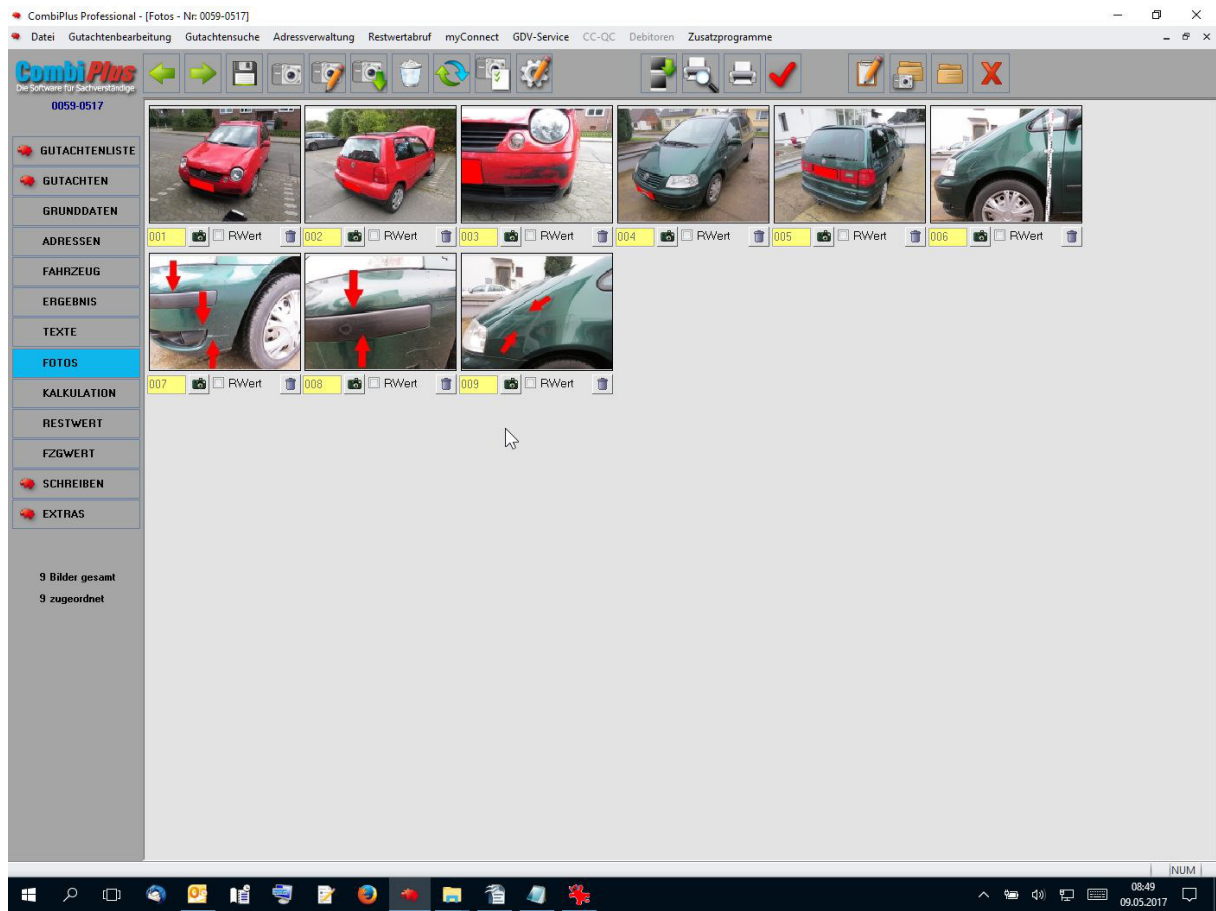 CombiPlus Professional - [Fotos - Nr: 0059-0517]
Datei Gutachtenbearbeitung Gutachtensuche Adressverwaltung Restwertabruf myConnect GDV-Service CC-QC Debitoren Zusatzprogramme
CombiPlus
Die Software für Sachverständige
0059-0517
GUTACHTENLISTE
GUTACHTEN
GRUNDDATEN
ADRESSEN
FAHRZEUG
ERGEBNIS
TEXTE
FOTOS
KALKULATION
RESTWERT
FZGWERT
SCHREIBEN
EXTRAS
9 Bilder gesamt
9 zugeordnet
001 RWert 002 RWert 003 RWert 004 RWert 005 RWert 006 RWert
007 RWert 008 RWert 009 RWert
NUM
08:49
09.05.2017